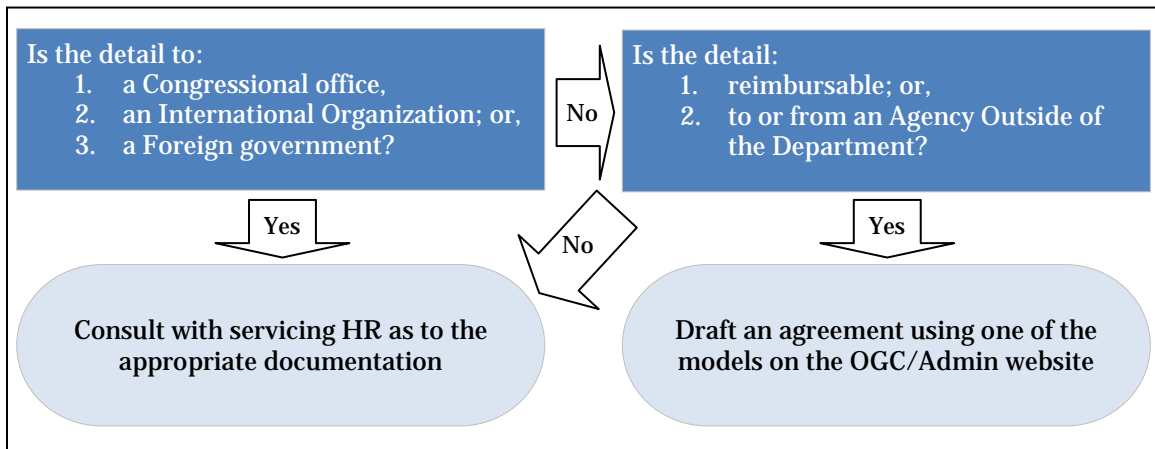 Is the detail to:
1. a Congressional office,
2. an International Organization; or,
3. a Foreign government?
No
Is the detail:
1. reimbursable; or,
2. to or from an Agency Outside of
the Department?
Yes
No
Yes
Consult with servicing HR as to the
appropriate documentation
Draft an agreement using one of the
models on the OGC/Admin website